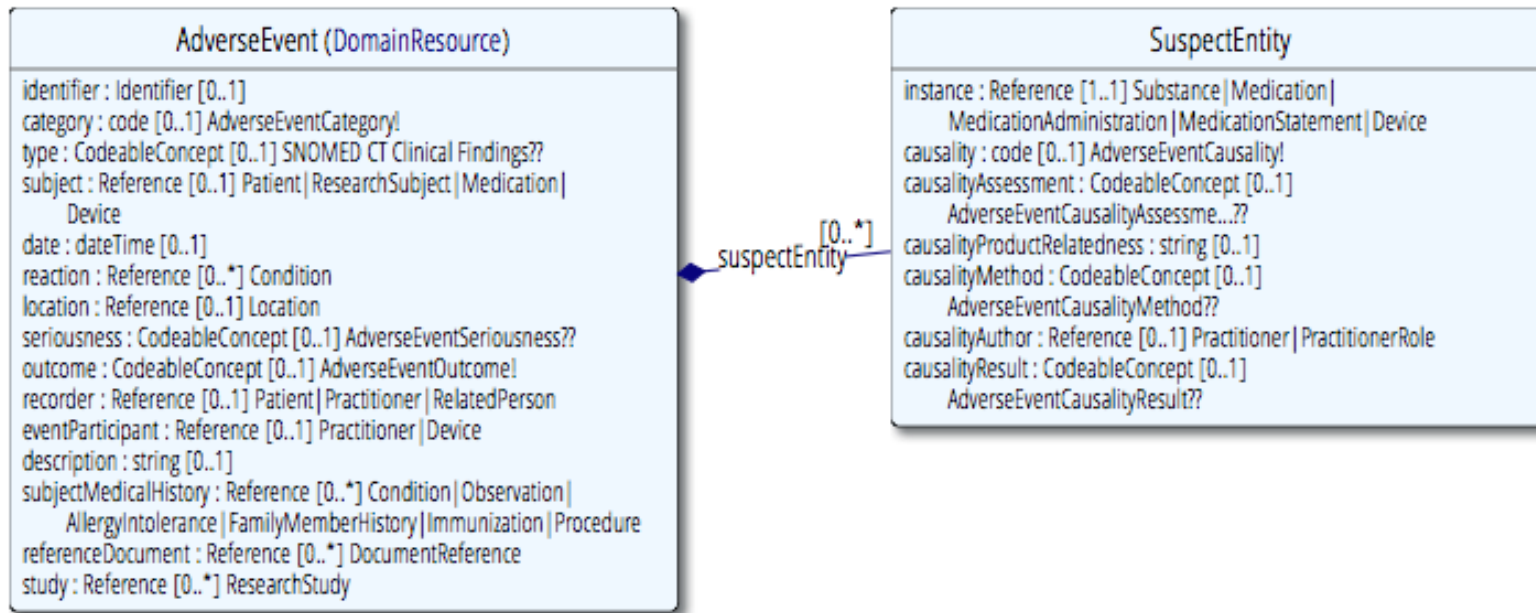 AdverseEvent (DomainResource)
identifier : Identifier [0..1]
category : code [0..1] AdverseEventCategory!
type : CodeableConcept [0..1] SNOMED CT Clinical Findings??
subject : Reference [0..1] Patient|ResearchSubject|Medication|
Device
date : dateTime [0..1]
reaction : Reference [0..*] Condition
location : Reference [0..1] Location
seriousness : CodeableConcept [0..1] AdverseEventSeriousness??
outcome : CodeableConcept [0..1] AdverseEventOutcome!
recorder : Reference [0..1] Patient|Practitioner|RelatedPerson
eventParticipant : Reference [0..1] Practitioner|Device
description : string [0..1]
subjectMedicalHistory : Reference [0..*] Condition|Observation|
AllergyIntolerance|FamilyMemberHistory|Immunization|Procedure
referenceDocument : Reference [0..*] DocumentReference
study : Reference [0..*] ResearchStudy
[0..*]
suspectEntity
SuspectEntity
instance : Reference [1..1] Substance|Medication|
MedicationAdministration|MedicationStatement|Device
causality : code [0..1] AdverseEventCausality!
causalityAssessment : CodeableConcept [0..1]
AdverseEventCausalityAssessme...??
causalityProductRelatedness : string [0..1]
causalityMethod : CodeableConcept [0..1]
AdverseEventCausalityMethod??
causalityAuthor : Reference [0..1] Practitioner|PractitionerRole
causalityResult : CodeableConcept [0..1]
AdverseEventCausalityResult??